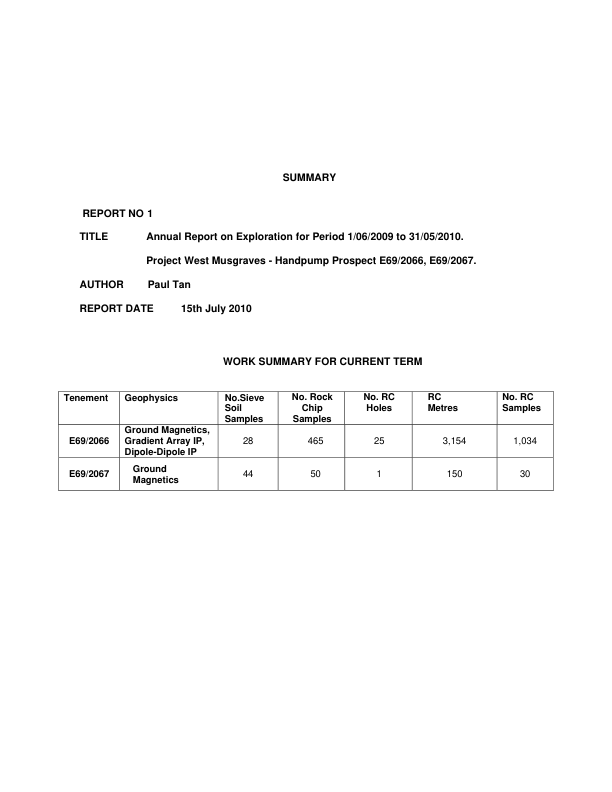 SUMMARY
REPORT NO 1
TITLE Annual Report on Exploration for Period 1/06/2009 to 31/05/2010.
Project West Musgraves - Handpump Prospect E69/2066, E69/2067.
AUTHOR Paul Tan
REPORT DATE 15th July 2010
WORK SUMMARY FOR CURRENT TERM
Tenement Geophysics No.Sieve Soil Samples No. Rock Chip Samples No. RC Holes RC Metres No. RC Samples
E69/2066 Ground Magnetics, Gradient Array IP, Dipole-Dipole IP 28 465 25 3,154 1,034
E69/2067 Ground Magnetics 44 50 1 150 30